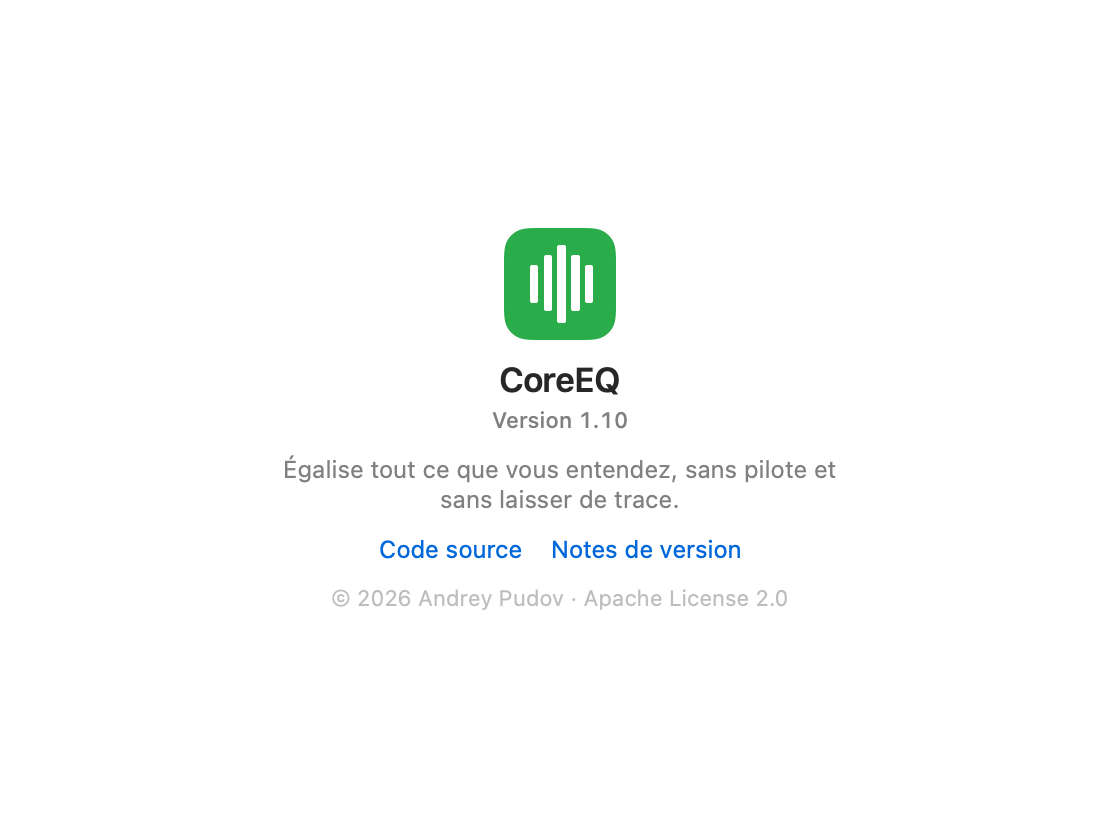 CoreEQ
Version 1.10
Égalise tout ce que vous entendez, sans pilote et
sans laisser de trace.
Code source Notes de version
© 2026 Andrey Pudov · Apache License 2.0